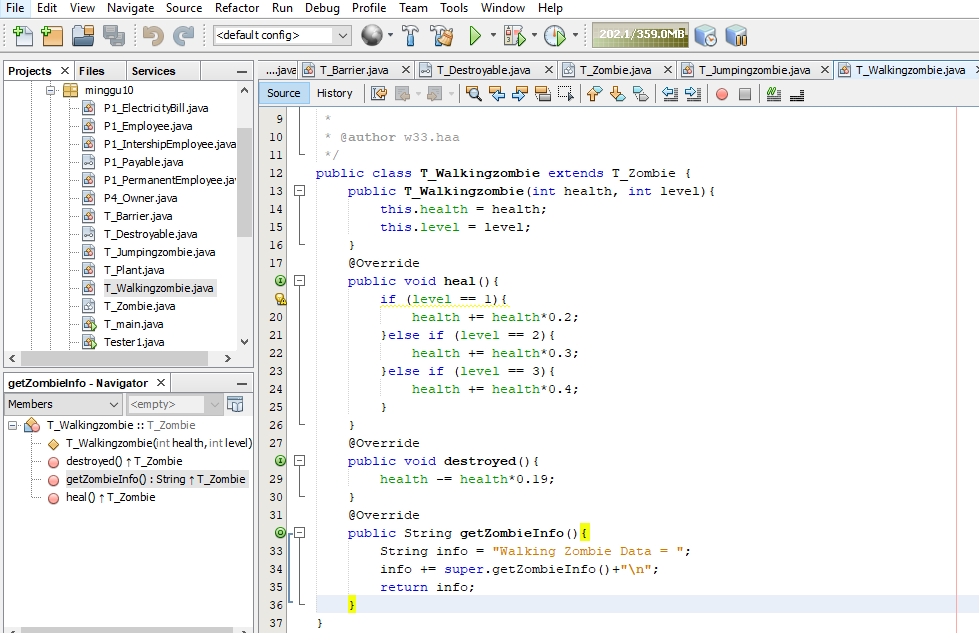 File Edit View Navigate Source Refactor Run Debug Profile Team Tools Window Help
<default config> 202.1/359.0MB
Projects Files Services
minggu10
P1_ElectricityBill.java
P1_Employee.java
P1_IntershipEmployee.java
P1_Payable.java
P1_PermanentEmployee.jav
P4_Owner.java
T_Barrier.java
T_Destroyable.java
T_Jumpingzombie.java
T_Plant.java
T_Walkingzombie.java
T_Zombie.java
T_main.java
Tester1.java
getZombieInfo - Navigator
Members <empty>
T_Walkingzombie :: T_Zombie
T_Walkingzombie(int health, int level)
destroyed() ↑ T_Zombie
getZombieInfo() : String ↑ T_Zombie
heal() ↑ T_Zombie
....java T_Barrier.java T_Destroyable.java T_Zombie.java T_Jumpingzombie.java T_Walkingzombie.java
Source History
9 *
10 * @author w33.haa
11 */
12 public class T_Walkingzombie extends T_Zombie {
13 public T_Walkingzombie(int health, int level){
14 this.health = health;
15 this.level = level;
16 }
17 @Override
public void heal(){
if (level == 1){
20 health += health*0.2;
21 }else if (level == 2){
22 health += health*0.3;
23 }else if (level == 3){
24 health += health*0.4;
25 }
26 }
27 @Override
public void destroyed(){
29 health -= health*0.19;
30 }
31 @Override
public String getZombieInfo(){
33 String info = "Walking Zombie Data = ";
34 info += super.getZombieInfo()+"\n";
35 return info;
36 }
37 }